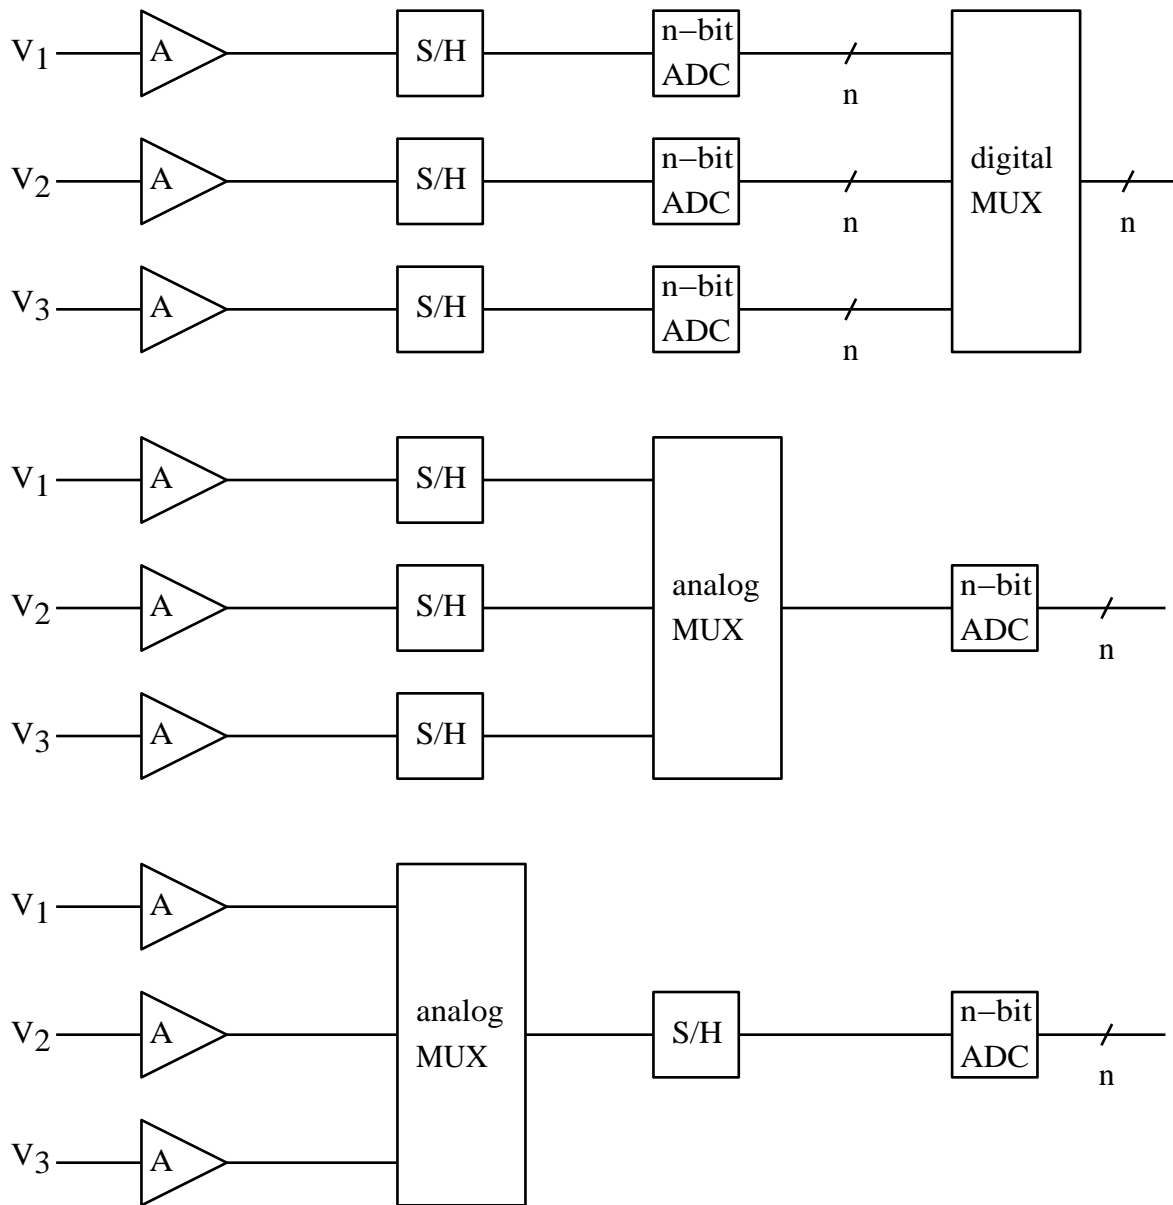 V1 A S/H n−bit ADC n
V2 A S/H n−bit ADC n digital MUX n
V3 A S/H n−bit ADC n
V1 A S/H
V2 A S/H analog MUX n−bit ADC n
V3 A S/H
V1 A
V2 A analog MUX S/H n−bit ADC n
V3 A